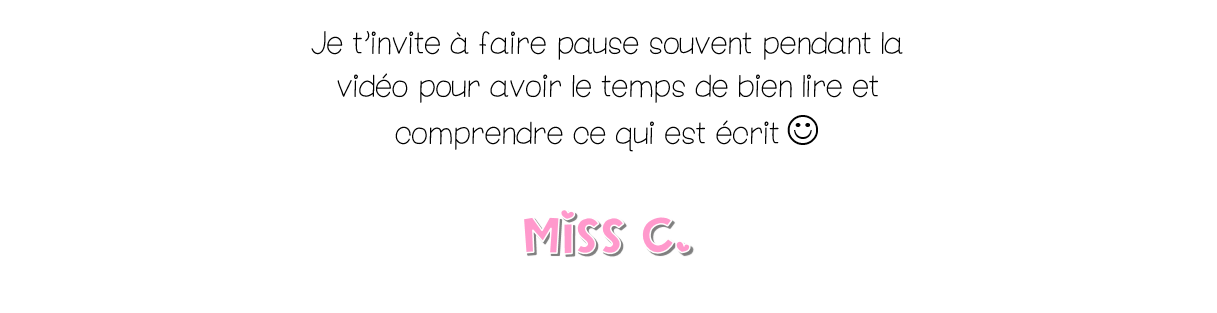 Je t'invite à faire pause souvent pendant la
vidéo pour avoir le temps de bien lire et
comprendre ce qui est écrit ☺
Miss C.